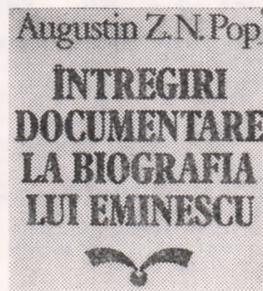 Augustin Z.N. Pop
ÎNTREGIRI
DOCUMENTARE
LA BIOGRAFIA
LUI EMINESCU